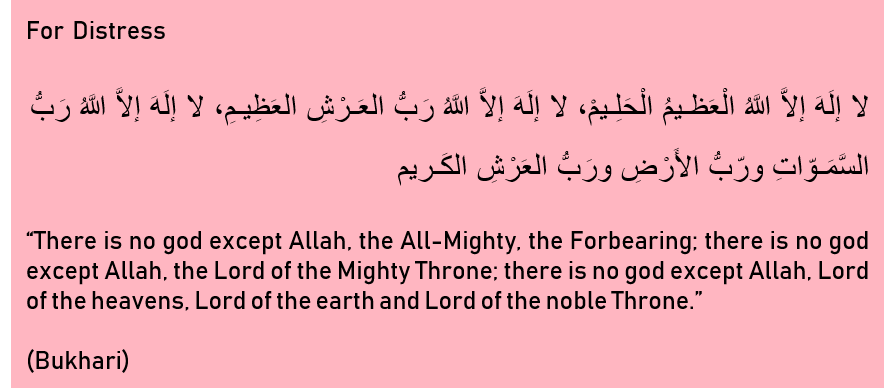 For Distress
لا إلَهَ إلاَّ اللَّهُ الْعَظـيمُ الْحَلِـيمْ، لا إلَهَ إلاَّ اللَّهُ رَبُّ العَـرْشِ العَظِيـمِ، لا إلَهَ إلاَّ اللَّهُ رَبُّ
السَّمَـوّاتِ ورّبُّ الأَرْضِ ورَبُّ العَرْشِ الكَـريم
“There is no god except Allah, the All-Mighty, the Forbearing; there is no god
except Allah, the Lord of the Mighty Throne; there is no god except Allah, Lord
of the heavens, Lord of the earth and Lord of the noble Throne.”
(Bukhari)